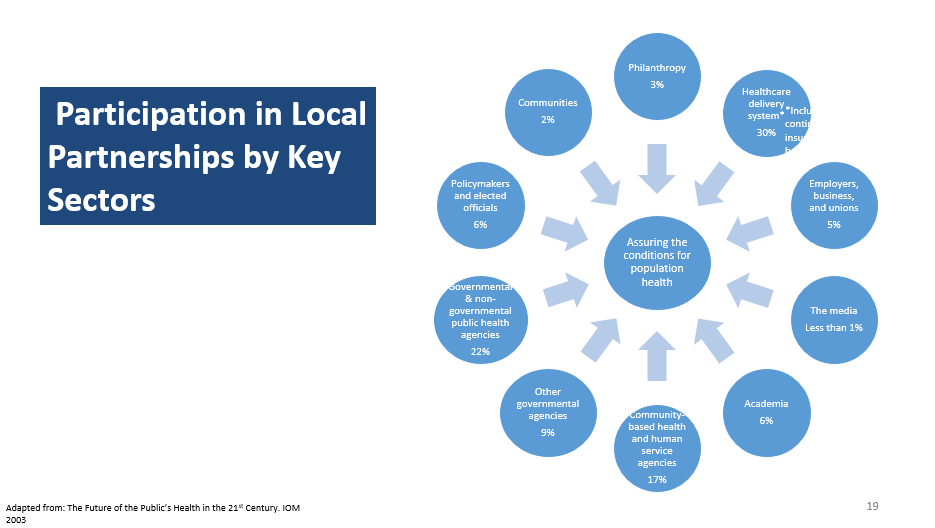 Participation in Local
Partnerships by Key
Sectors
Philanthropy
3%
Healthcare
delivery
system*
30%
Employers,
business,
and unions
5%
The media
Less than 1%
Academia
6%
Community-
based health
and human
service
agencies
17%
Other
governmental
agencies
9%
Governmental
& non-
governmental
public health
agencies
22%
Policymakers
and elected
officials
6%
Communities
2%
Assuring the
conditions for
population
health
Adapted from: The Future of the Public's Health in the 21st Century. IOM
2003
19